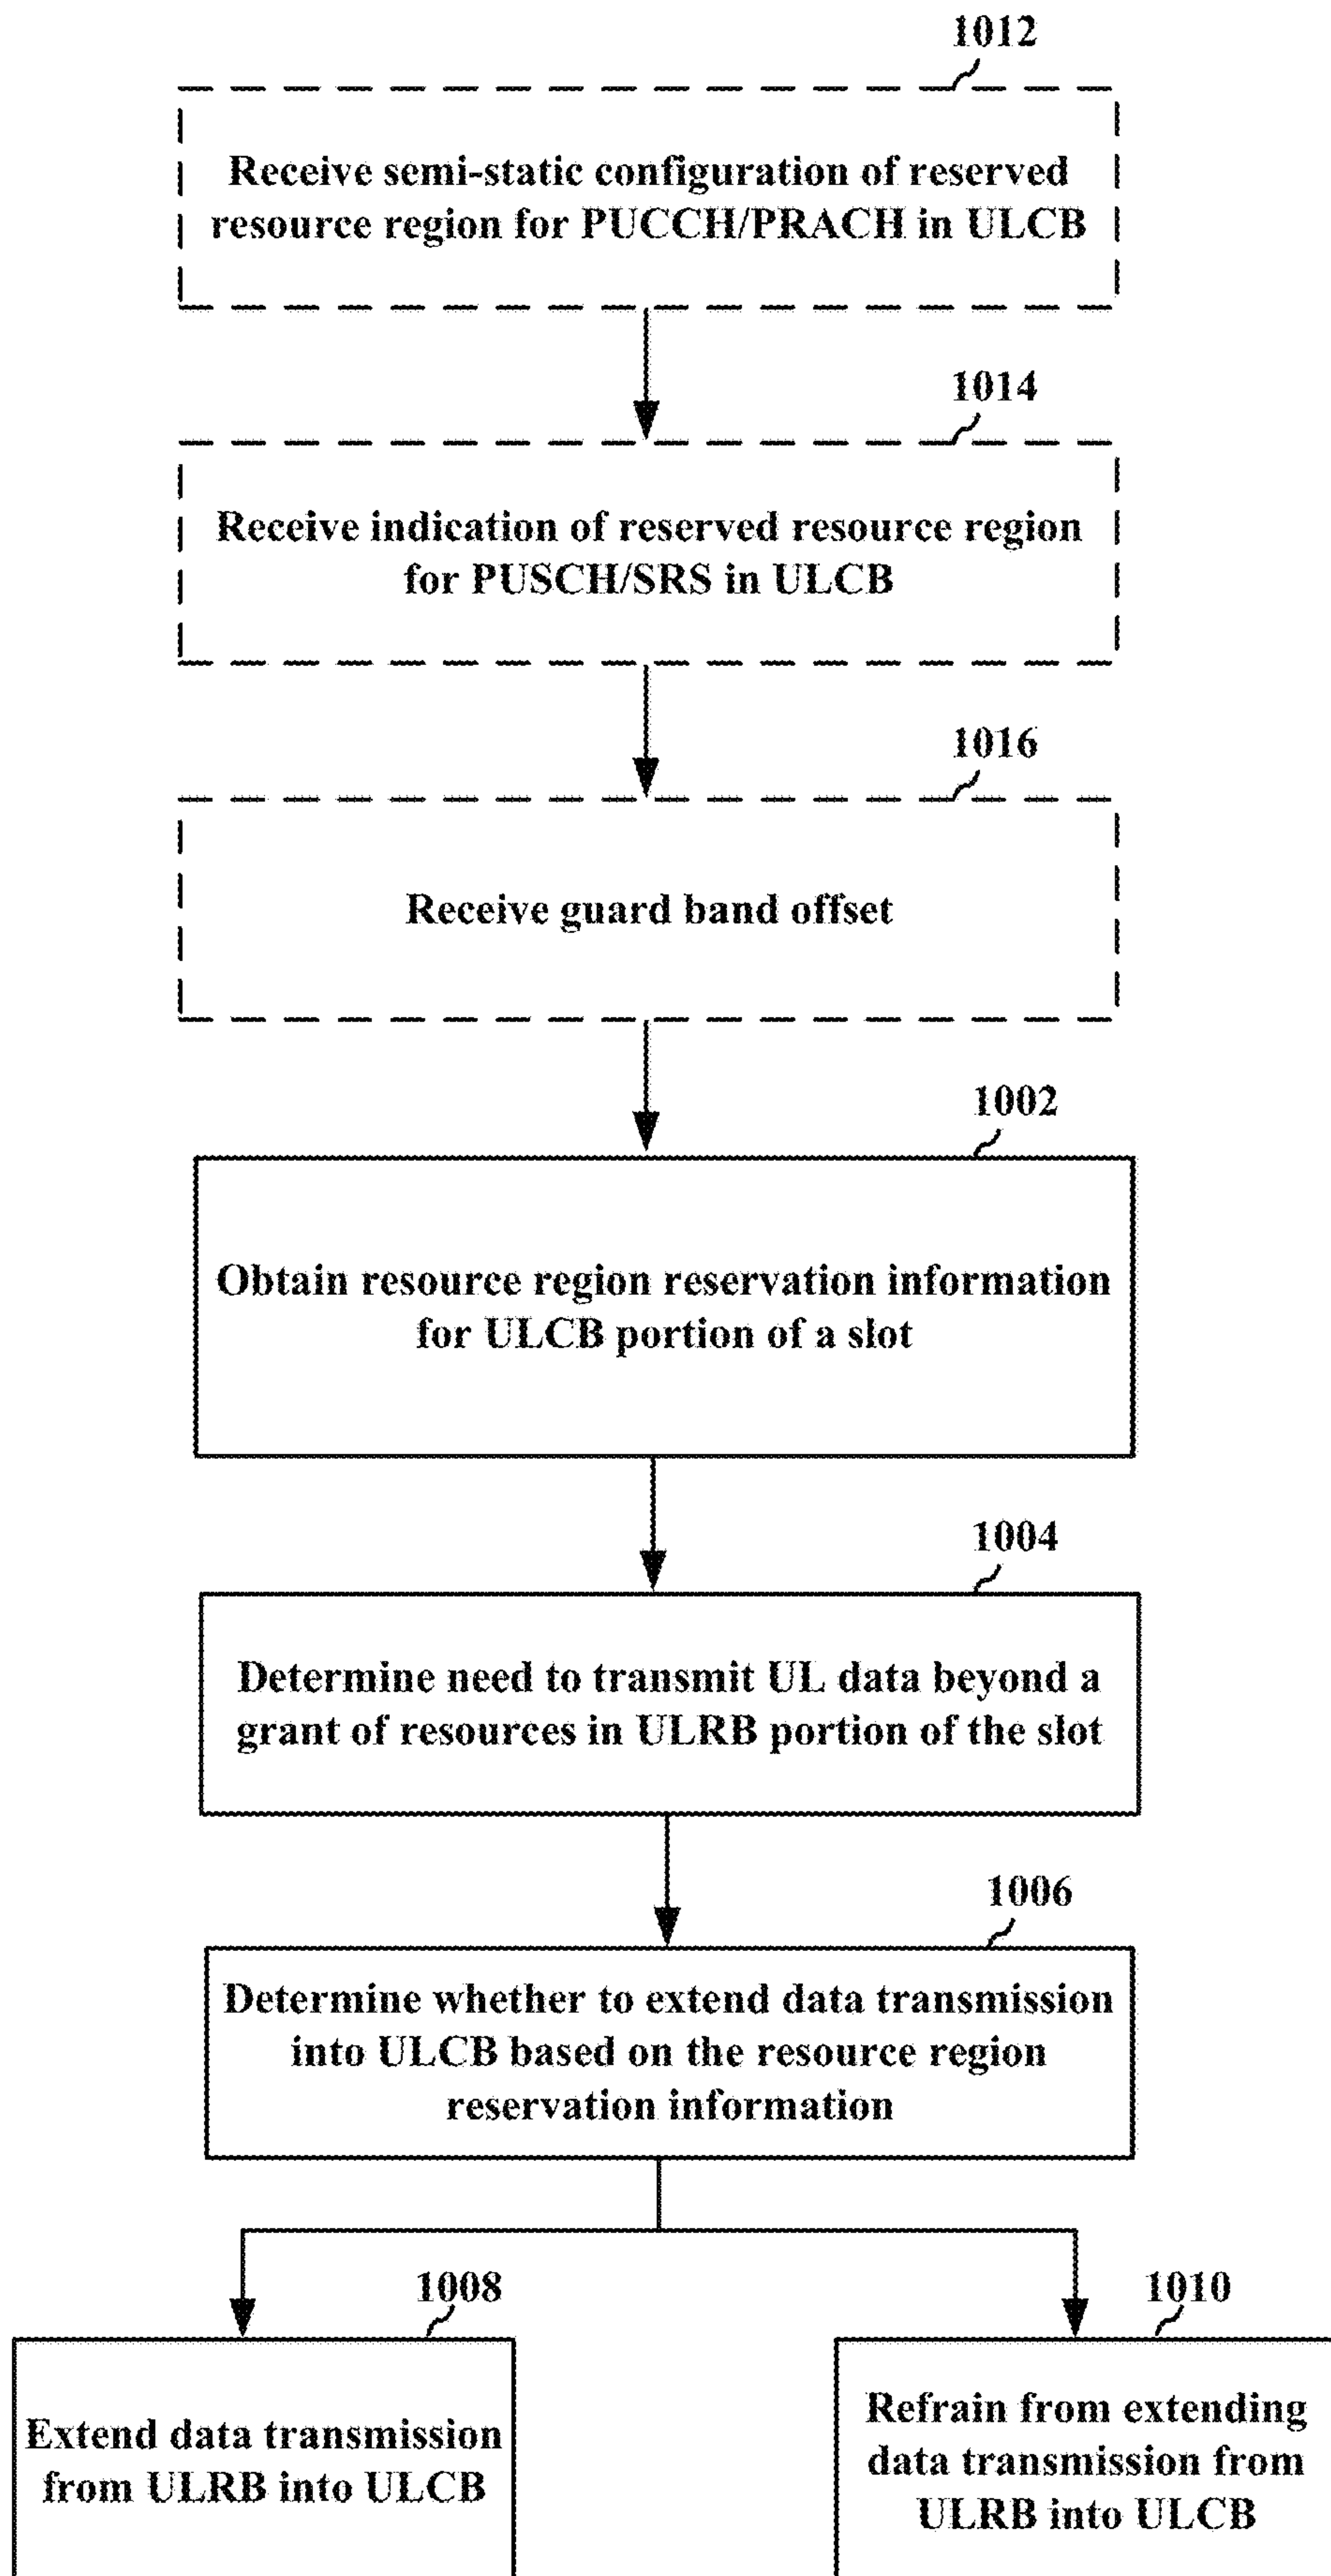 1012
Receive semi-static configuration of reserved
resource region for PUCCH/PRACH in ULCB
1014
Receive indication of reserved resource region
for PUSCH/SRS in ULCB
1016
Receive guard band offset
1002
Obtain resource region reservation information
for ULCB portion of a slot
1004
Determine need to transmit UL data beyond a
grant of resources in ULRB portion of the slot
1006
Determine whether to extend data transmission
into ULCB based on the resource region
reservation information
1008
Extend data transmission
from ULRB into ULCB
1010
Refrain from extending
data transmission from
ULRB into ULCB